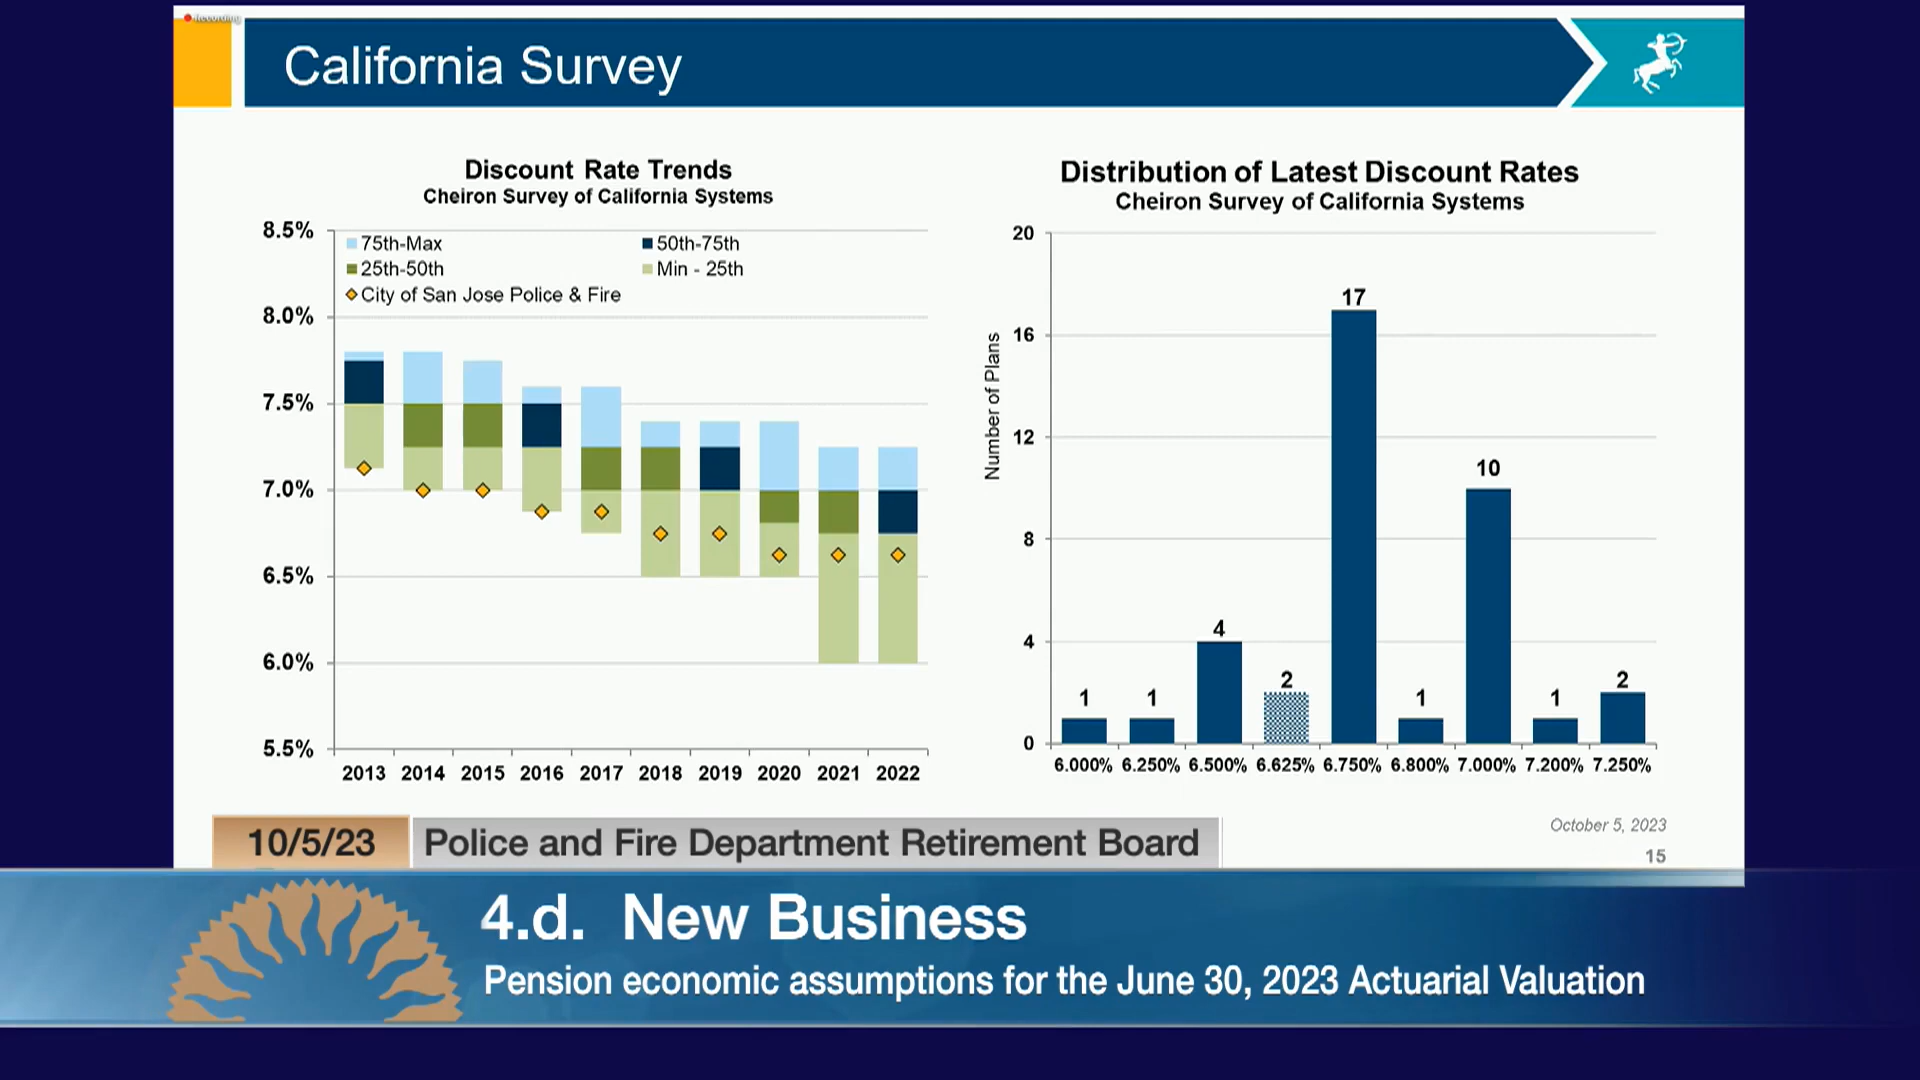 Recording
California Survey
Discount Rate Trends
Cheiron Survey of California Systems
8.5%
8.0%
7.5%
7.0%
6.5%
6.0%
5.5%
75th-Max
50th-75th
25th-50th
Min - 25th
City of San Jose Police & Fire
2013 2014 2015 2016 2017 2018 2019 2020 2021 2022
Distribution of Latest Discount Rates
Cheiron Survey of California Systems
Number of Plans
20
16
12
8
4
0
1 1 4 2 17 1 10 1 2
6.000% 6.250% 6.500% 6.625% 6.750% 6.800% 7.000% 7.200% 7.250%
October 5, 2023
15
10/5/23
Police and Fire Department Retirement Board
4.d. New Business
Pension economic assumptions for the June 30, 2023 Actuarial Valuation